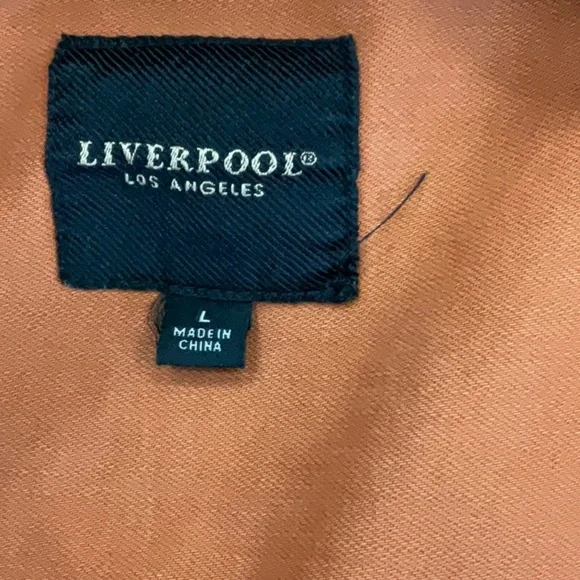 LIVERPOOL®
LOS ANGELES
L
MADE IN
CHINA